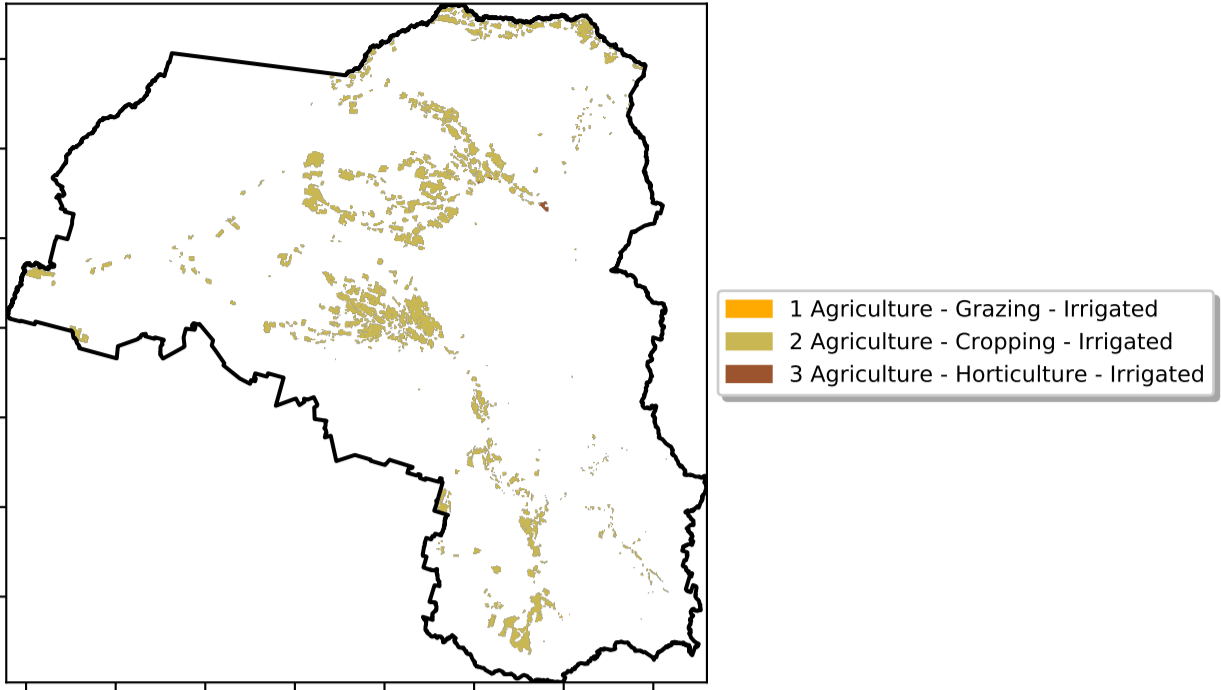 1 Agriculture - Grazing - Irrigated
2 Agriculture - Cropping - Irrigated
3 Agriculture - Horticulture - Irrigated